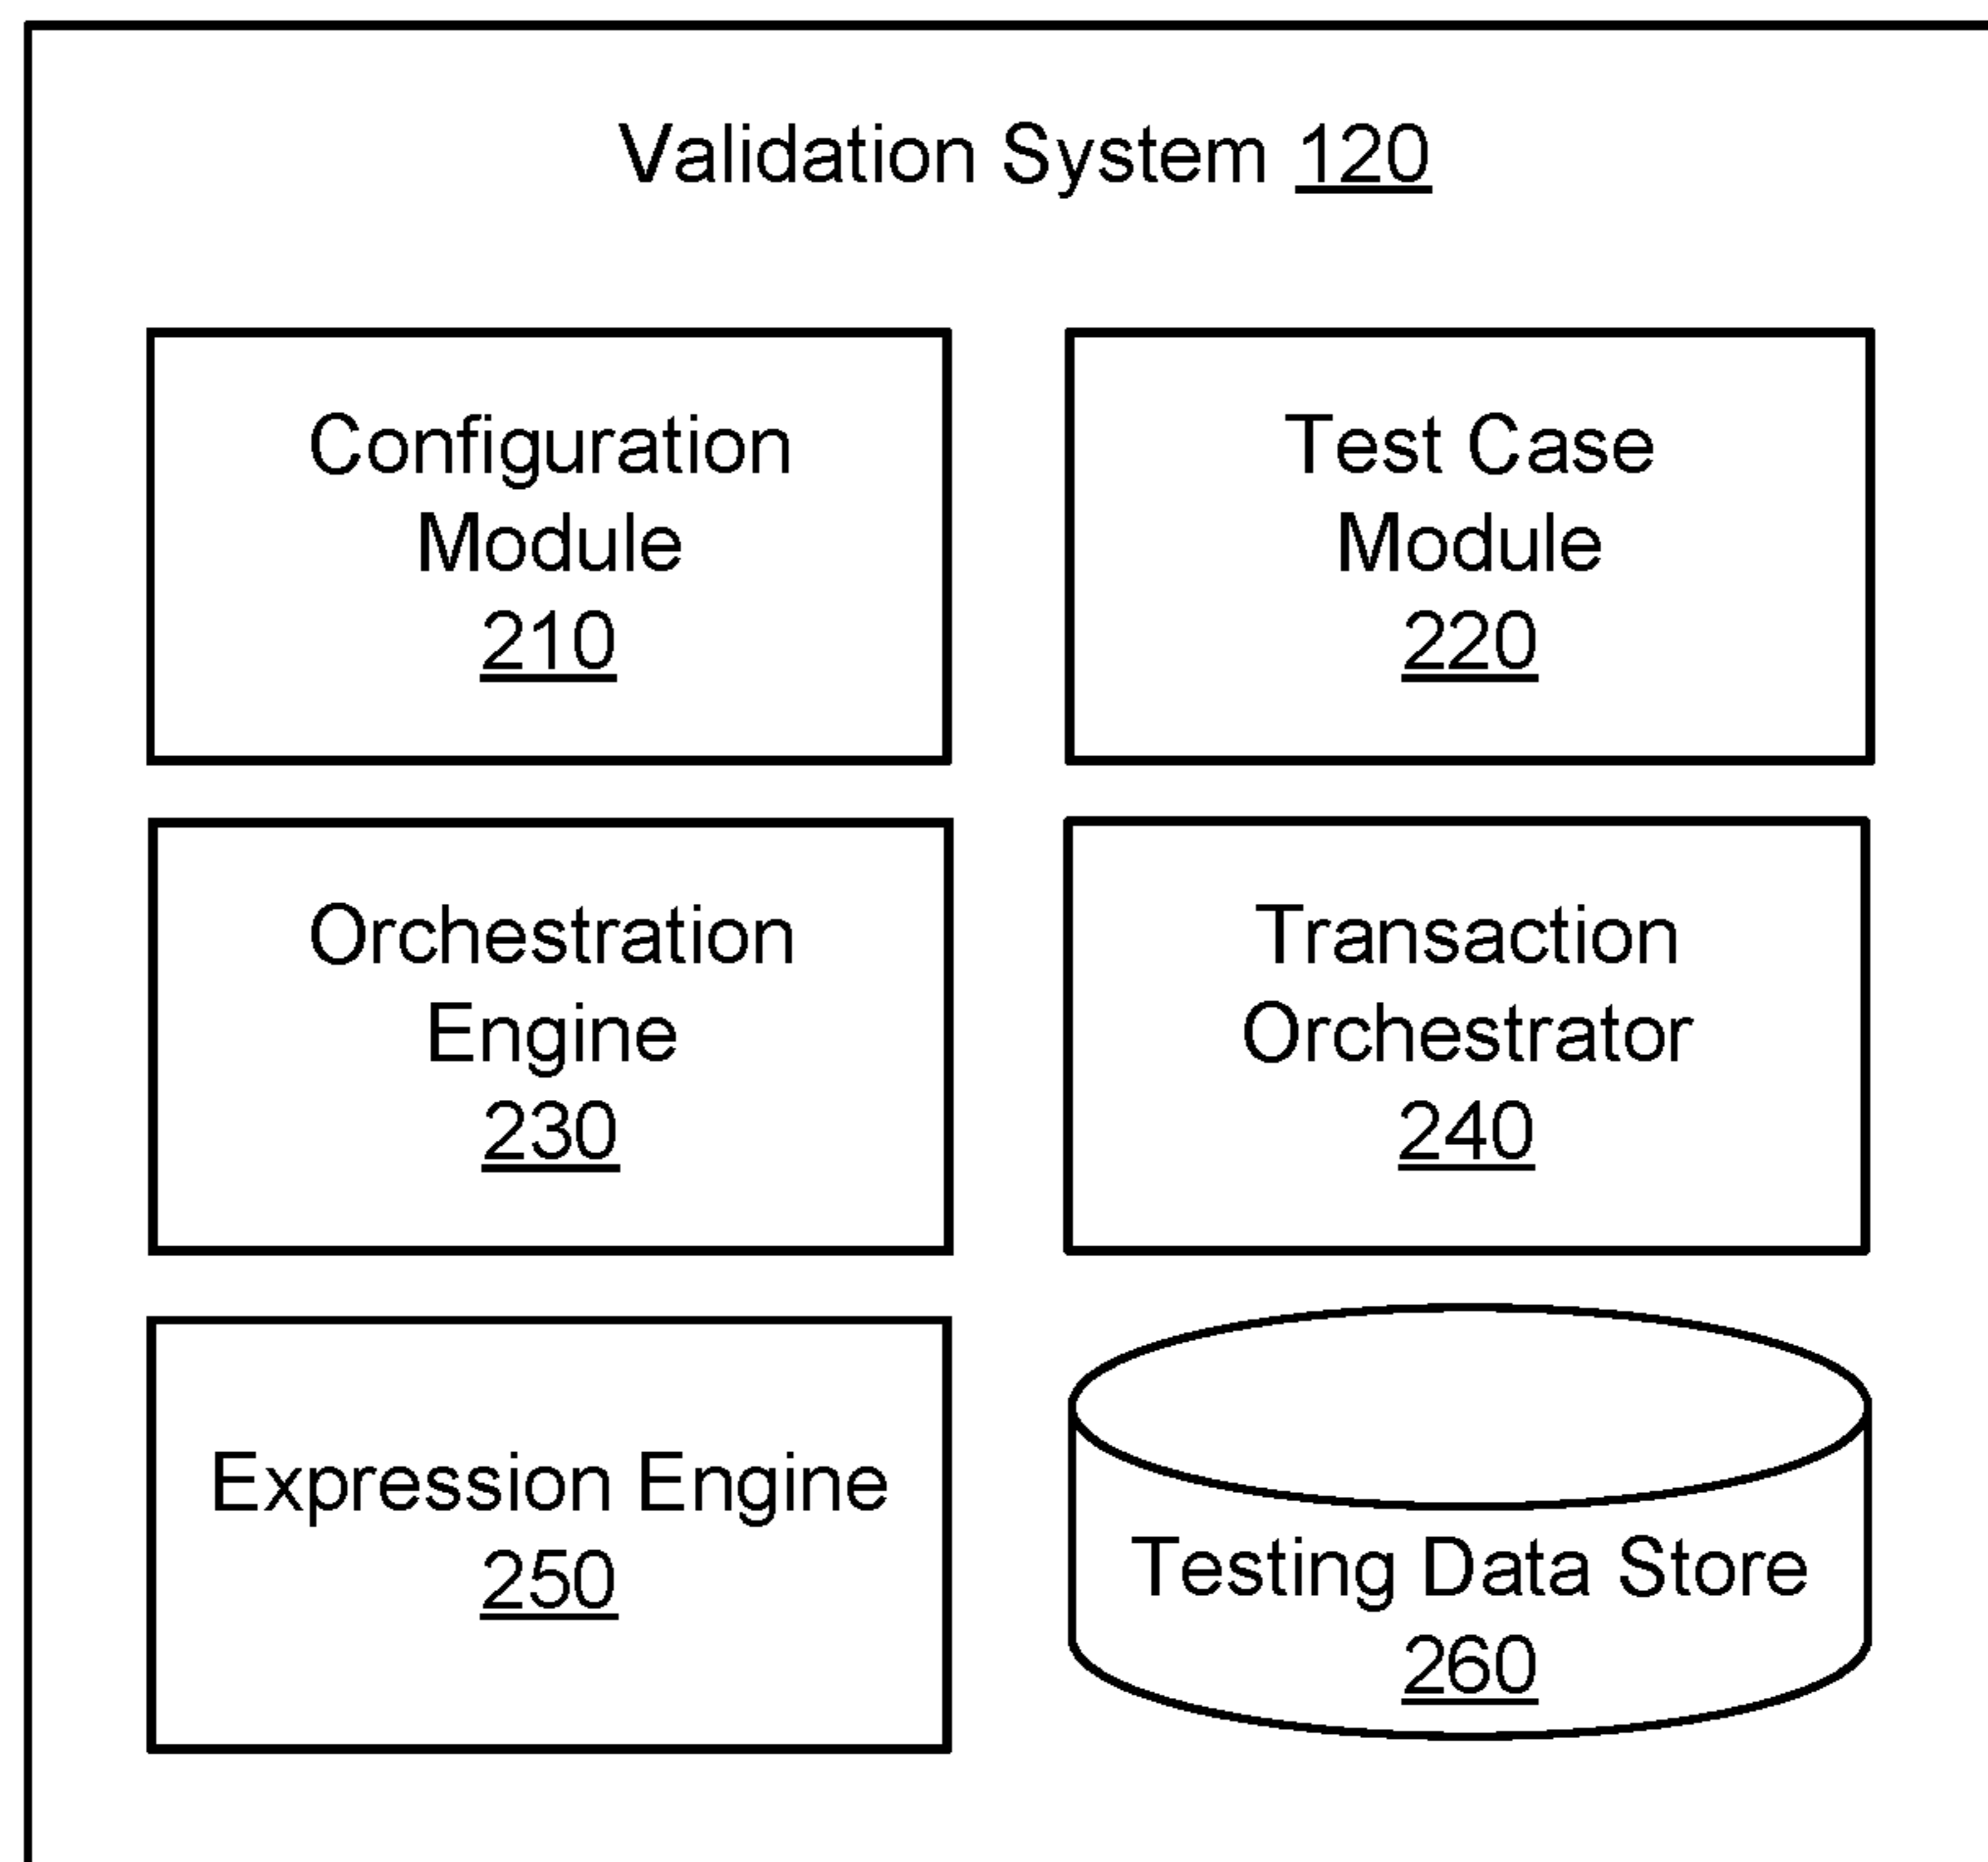 Validation System 120
Configuration
Module
210
Test Case
Module
220
Orchestration
Engine
230
Transaction
Orchestrator
240
Expression Engine
250
Testing Data Store
260